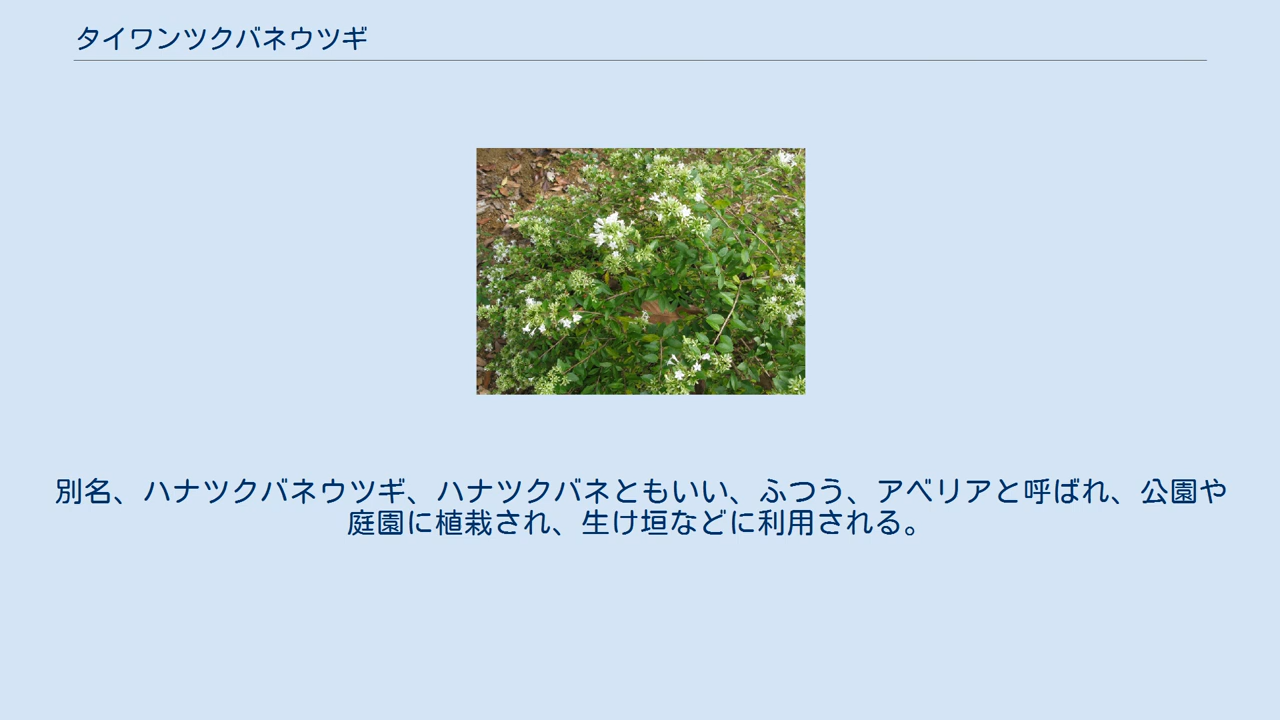 タイワンツクバネウツギ
別名、ハナツクバネウツギ、ハナツクバネともいい、ふつう、アベリアと呼ばれ、公園や
庭園に植栽され、生け垣などに利用される。